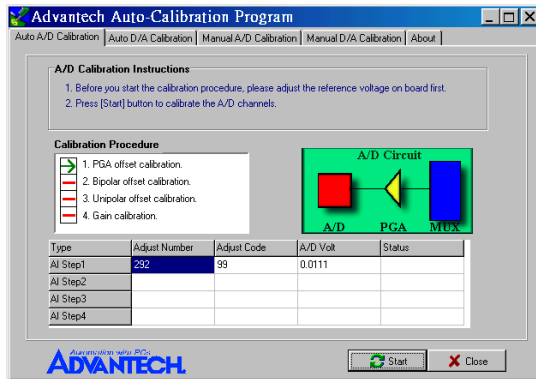 Advantech Auto-Calibration Program
Auto A/D Calibration Auto D/A Calibration Manual A/D Calibration Manual D/A Calibration About
A/D Calibration Instructions
1. Before you start the calibration procedure, please adjust the reference voltage on board first.
2. Press [Start] button to calibrate the A/D channels.
Calibration Procedure
1. PGA offset calibration.
2. Bipolar offset calibration.
3. Unipolar offset calibration.
4. Gain calibration.
A/D Circuit
A/D PGA MUX
Type Adjust Number Adjust Code A/D Volt Status
AI Step1 292 99 0.0111
AI Step2
AI Step3
AI Step4
Automation with PCs
ADVANTECH.
Start Close